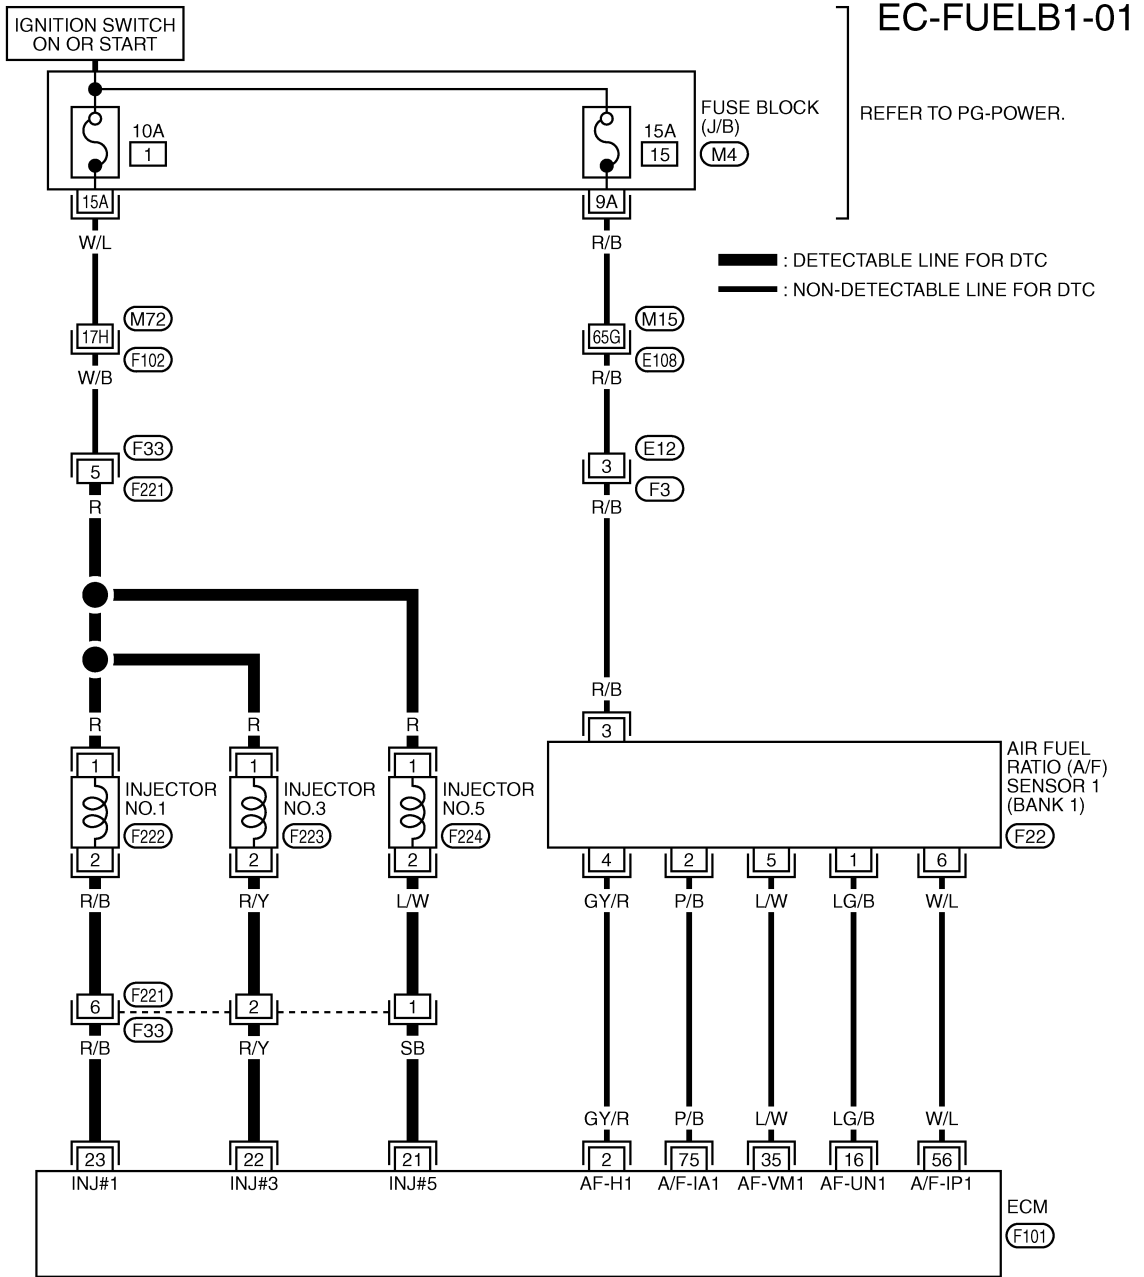 EC-FUELB1-01
IGNITION SWITCH
ON OR START
10A
1
15A
15
FUSE BLOCK
(J/B)
M4
REFER TO PG-POWER.
15A
9A
W/L
R/B
: DETECTABLE LINE FOR DTC
: NON-DETECTABLE LINE FOR DTC
17H
M72
F102
65G
M15
E108
W/B
R/B
5
F33
F221
3
E12
F3
R
R/B
R/B
R
R
R
3
1
1
1
INJECTOR
NO.1
F222
INJECTOR
NO.3
F223
INJECTOR
NO.5
F224
AIR FUEL
RATIO (A/F)
SENSOR 1
(BANK 1)
F22
2
2
2
4
2
5
1
6
R/B
R/Y
L/W
GY/R
P/B
L/W
LG/B
W/L
6
F221
F33
2
1
R/B
R/Y
SB
GY/R
P/B
L/W
LG/B
W/L
23
22
21
2
75
35
16
56
INJ#1
INJ#3
INJ#5
AF-H1
A/F-IA1
AF-VM1
AF-UN1
A/F-IP1
ECM
F101